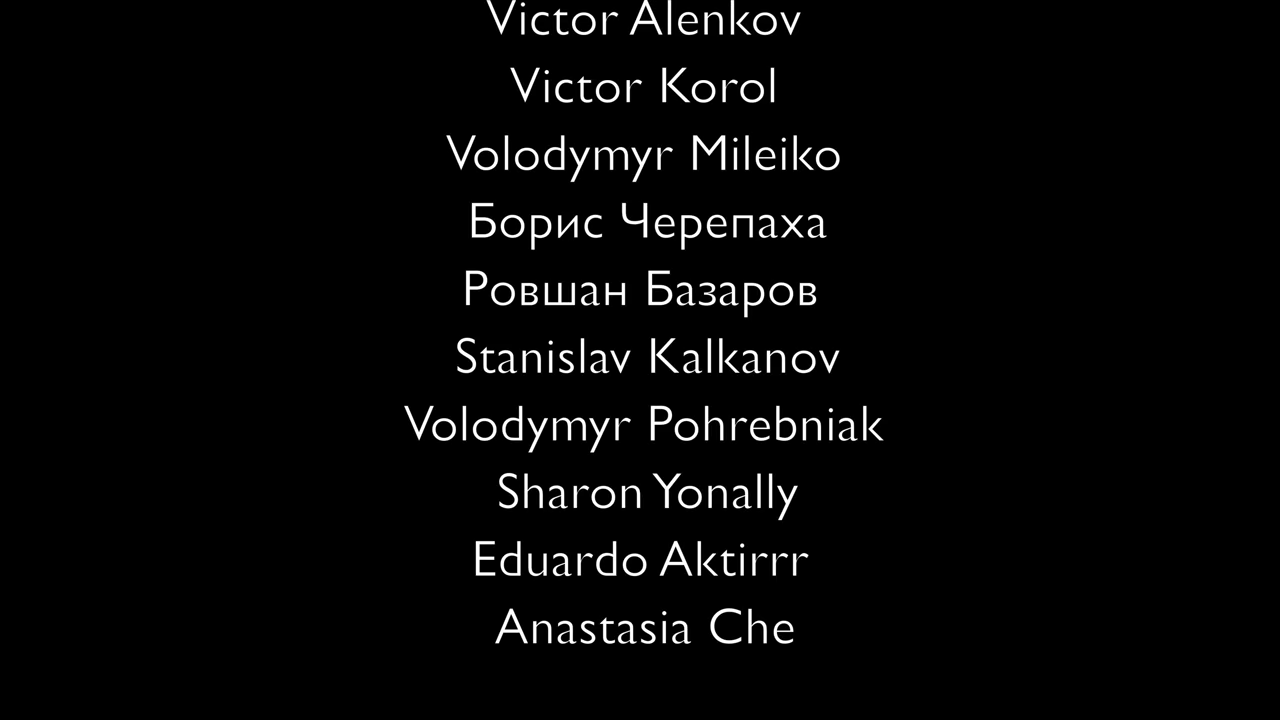 Victor Alenkov
Victor Korol
Volodymyr Mileiko
Борис Черепаха
Ровшан Базаров
Stanislav Kalkanov
Volodymyr Pohrebniak
Sharon Yonally
Eduardo Aktirrr
Anastasia Che